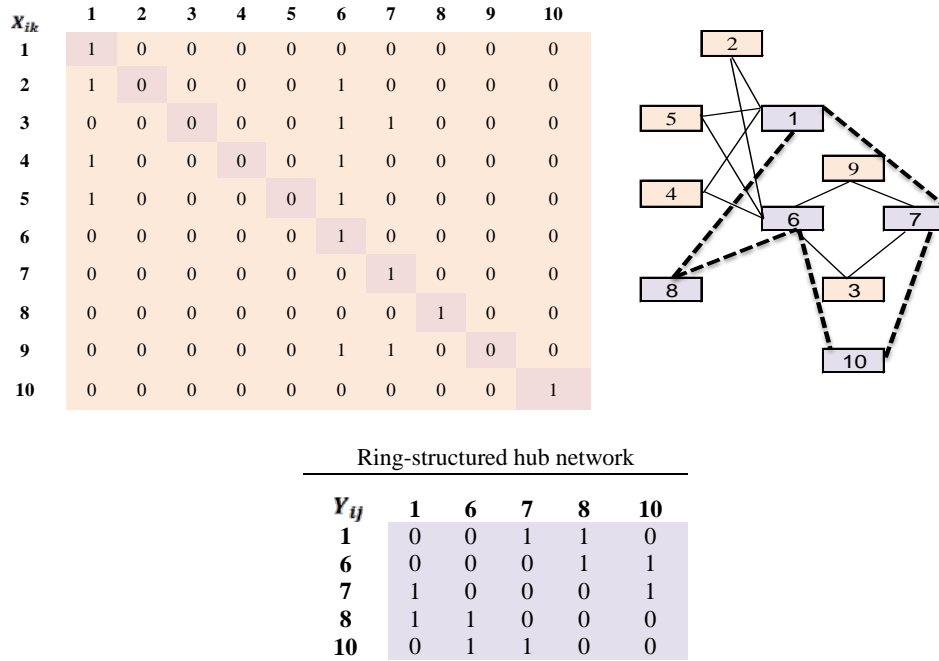 X_{ik} 1 2 3 4 5 6 7 8 9 10
1 1 0 0 0 0 0 0 0 0 0
2 1 0 0 0 0 1 0 0 0 0
3 0 0 0 0 0 1 1 0 0 0
4 1 0 0 0 0 1 0 0 0 0
5 1 0 0 0 0 1 0 0 0 0
6 0 0 0 0 0 1 0 0 0 0
7 0 0 0 0 0 0 1 0 0 0
8 0 0 0 0 0 0 0 1 0 0
9 0 0 0 0 0 1 1 0 0 0
10 0 0 0 0 0 0 0 0 0 1
2
5
1
4
9
6
7
8
3
10
Ring-structured hub network
Y_{ij} 1 6 7 8 10
1 0 0 1 1 0
6 0 0 0 1 1
7 1 0 0 0 1
8 1 1 0 0 0
10 0 1 1 0 0